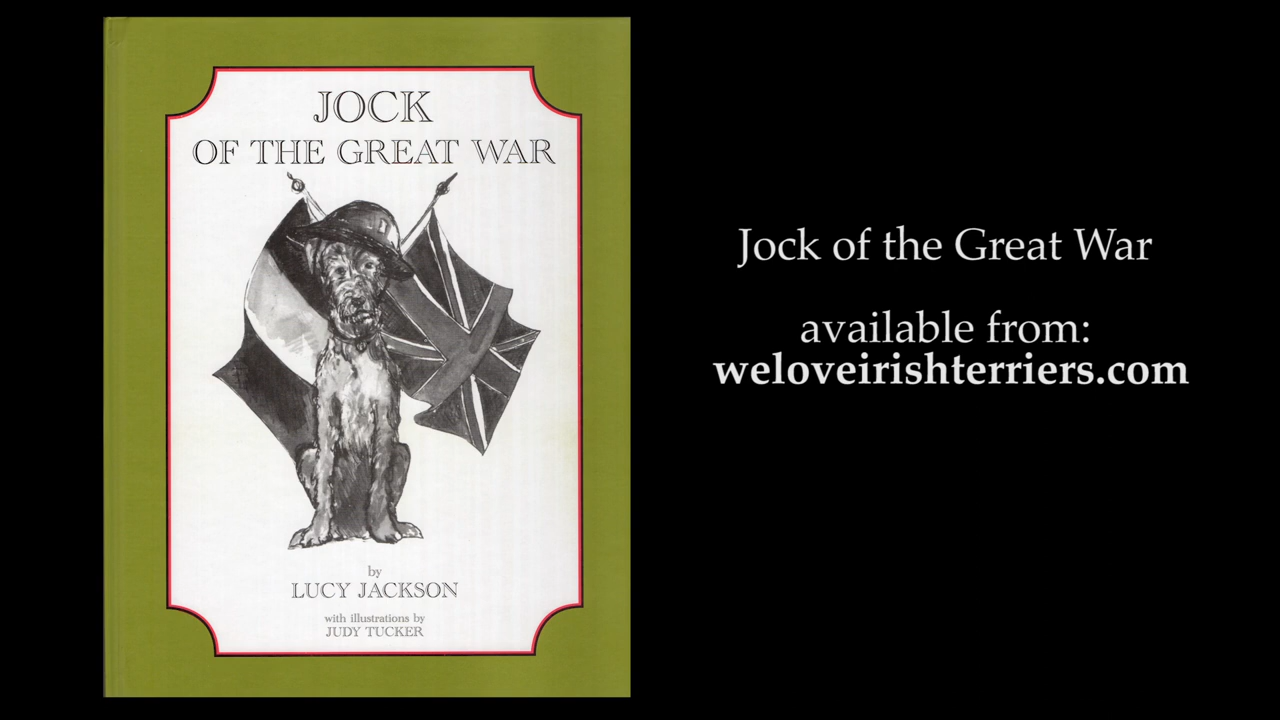 JOCK
OF THE GREAT WAR
by
LUCY JACKSON
with illustrations by
JUDY TUCKER
Jock of the Great War
available from:
weloveirishterriers.com